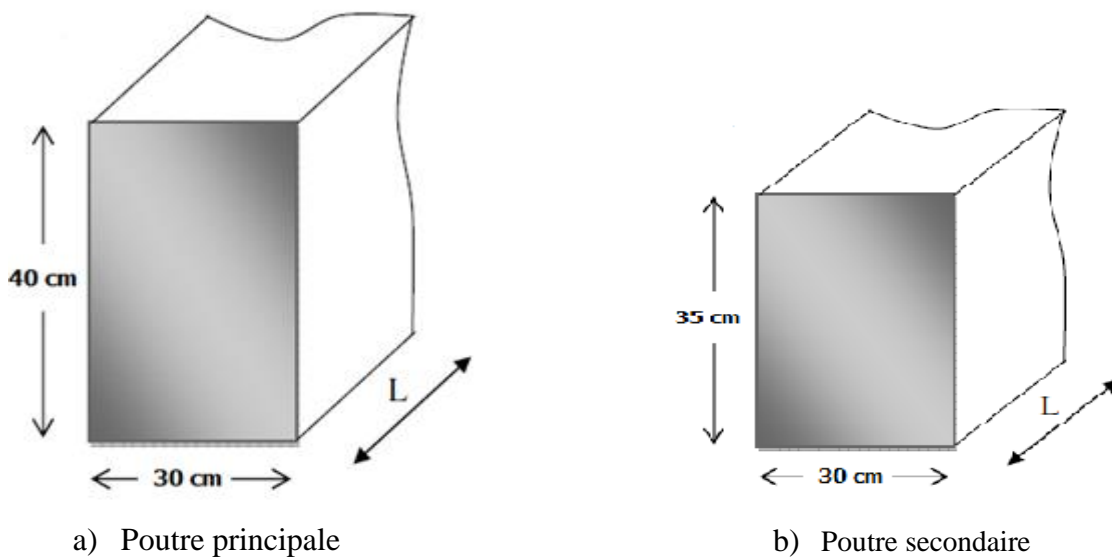 40 cm
L
30 cm
a) Poutre principale
35 cm
L
30 cm
b) Poutre secondaire